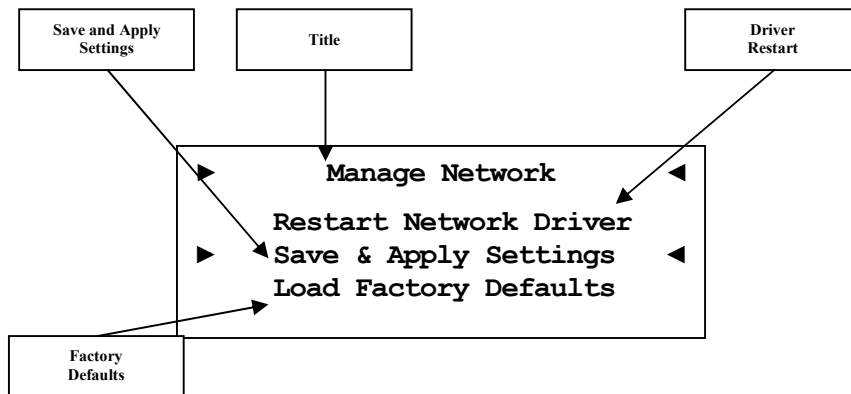 Save and Apply
Settings
Title
Driver
Restart
► Manage Network ◄
Restart Network Driver
► Save & Apply Settings ◄
Load Factory Defaults
Factory
Defaults